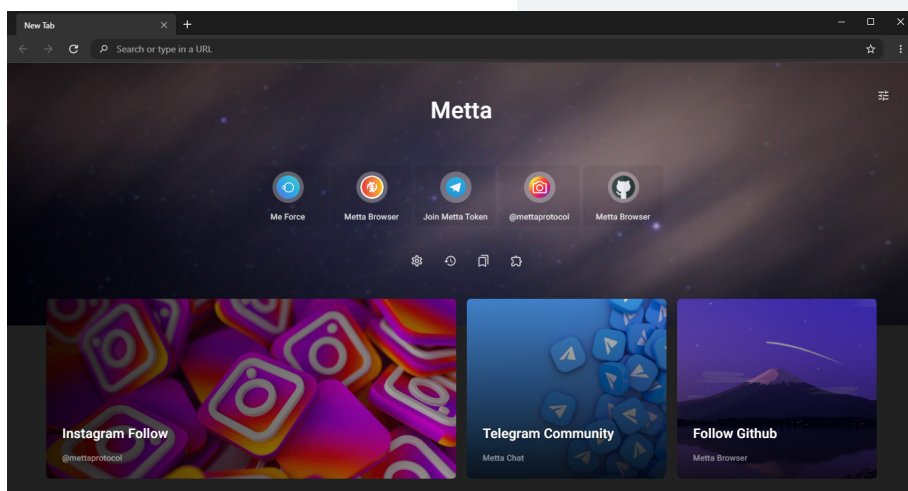 New Tab
Search or type in a URL
Metta
Me Force
Metta Browser
Join Metta Token
@mettaprotocol
Metta Browser
Instagram Follow
@mettaprotocol
Telegram Community
Metta Chat
Follow Github
Metta Browser